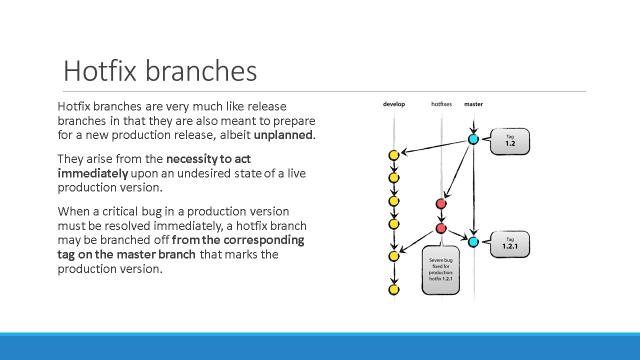 Hotfix branches
Hotfix branches are very much like release
branches in that they are also meant to prepare
for a new production release, albeit unplanned.
They arise from the necessity to act
immediately upon an undesired state of a live
production version.
When a critical bug in a production version
must be resolved immediately, a hotfix branch
may be branched off from the corresponding
tag on the master branch that marks the
production version.
develop
hotfixes
master
Tag
1.2
Tag
1.2.1
Severe bug
fixed for
production:
hotfix 1.2.1